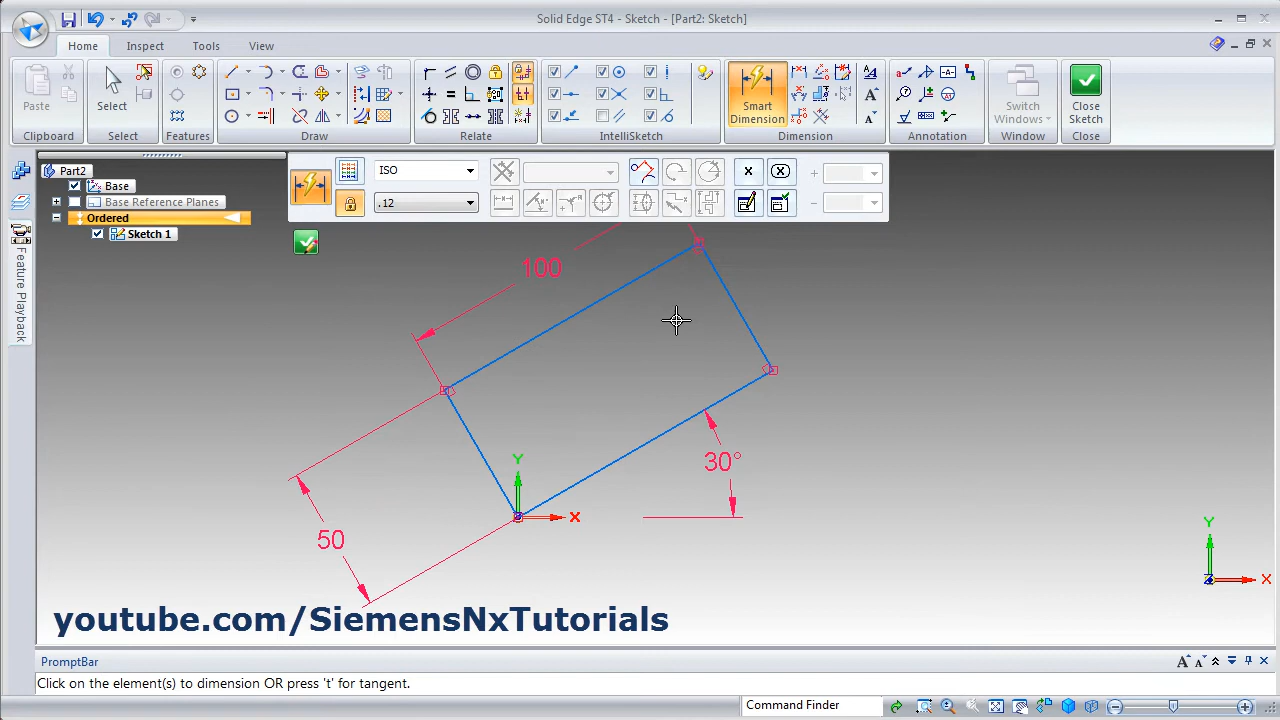 Solid Edge ST4 - Sketch - [Part2: Sketch]
Home Inspect Tools View
Paste
Select
Smart Dimension
Switch Windows
Close Sketch
Clipboard Select Features Draw Relate IntelliSketch Dimension Annotation Window Close
Part2
Base
Base Reference Planes
Ordered
Sketch 1
Feature Playback
ISO
.12
100
30°
50
Y
X
Y
X
youtube.com/SiemensNxTutorials
PromptBar
Click on the element(s) to dimension OR press 't' for tangent.
Command Finder